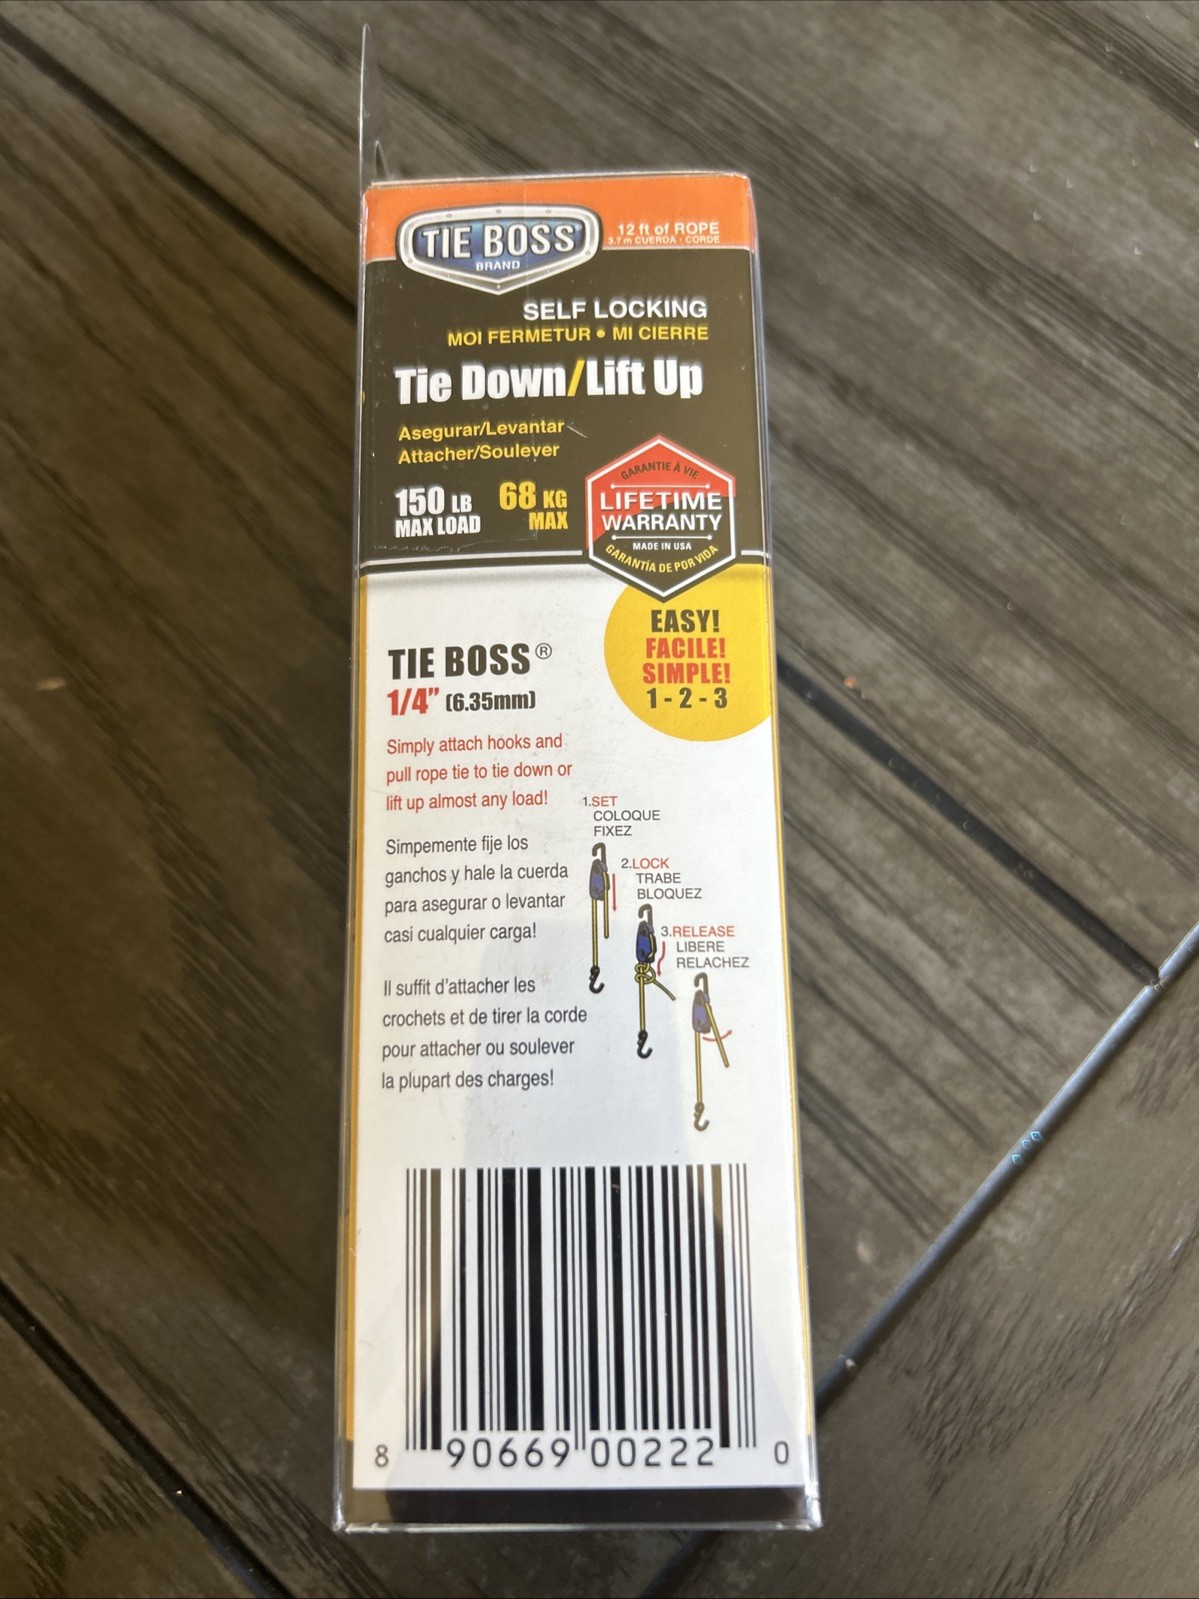 TIE BOSS
BRAND
12 ft of ROPE
3.7 m CUERDA · CORDE
SELF LOCKING
MOI FERMETUR • MI CIERRE
Tie Down/Lift Up
Asegurar/Levantar
Attacher/Soulever
150 LB
MAX LOAD
68 KG
MAX
GARANTIE À VIE
LIFETIME
WARRANTY
MADE IN USA
GARANTÍA DE POR VIDA
EASY!
FACILE!
SIMPLE!
1 - 2 - 3
TIE BOSS®
1/4" (6.35mm)
Simply attach hooks and
pull rope tie to tie down or
lift up almost any load!
Simpemente fije los
ganchos y hale la cuerda
para asegurar o levantar
casi cualquier carga!
Il suffit d'attacher les
crochets et de tirer la corde
pour attacher ou soulever
la plupart des charges!
1.SET
COLOQUE
FIXEZ
2.LOCK
TRABE
BLOQUEZ
3.RELEASE
LIBERE
RELACHEZ
8 90669 00222 0